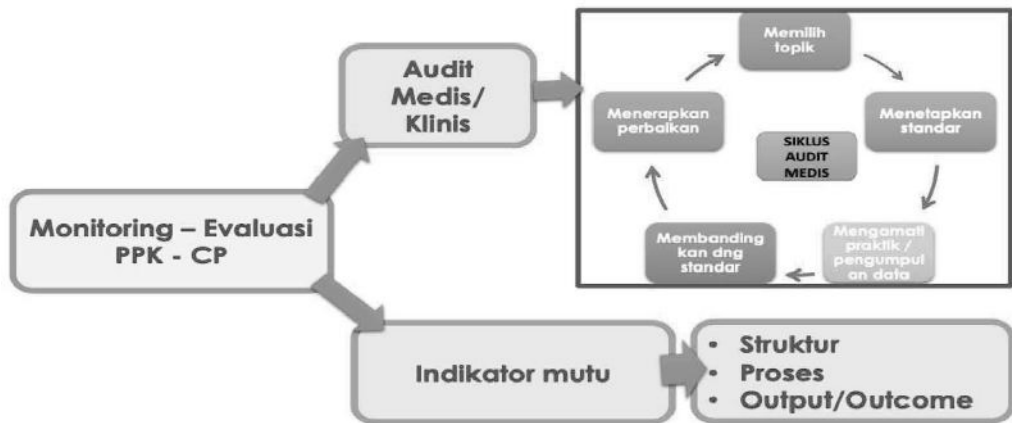 Monitoring – Evaluasi
PPK - CP
Audit
Medis/
Klinis
Memilih
topik
Menetapkan
standar
Mengamati
praktik /
pengumpul
an data
Membanding
kan dng
standar
Menerapkan
perbaikan
SIKLUS
AUDIT
MEDIS
Indikator mutu
• Struktur
• Proses
• Output/Outcome